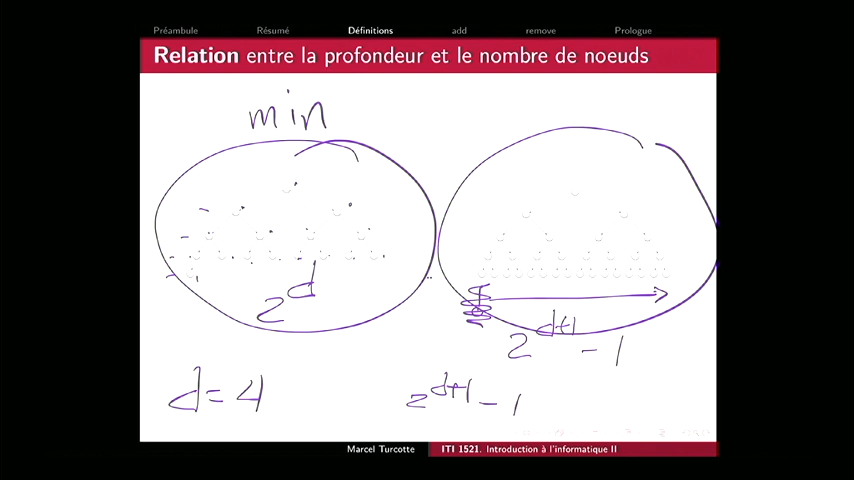 Préambule Résumé Définitions add remove Prologue
Relation entre la profondeur et le nombre de noeuds
min
2^d
2^{d+1} - 1
d = 4
2^{d+1} - 1
Marcel Turcotte ITI 1521. Introduction à l'informatique II